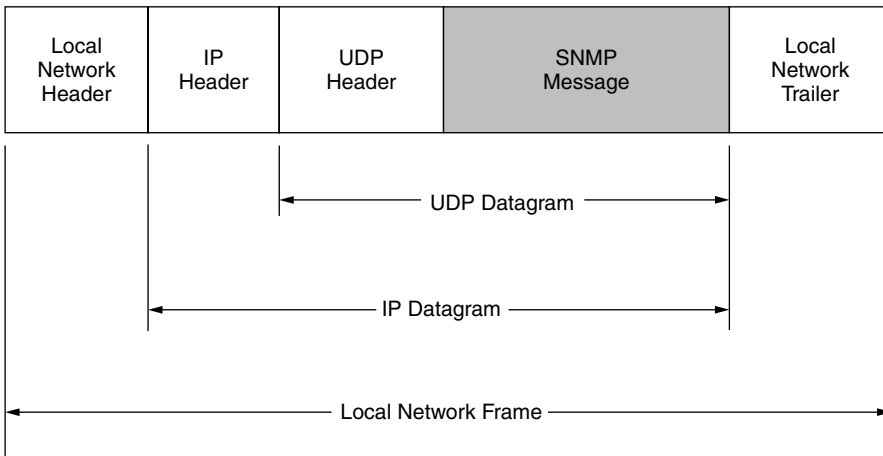 Local
Network
Header
IP
Header
UDP
Header
SNMP
Message
Local
Network
Trailer
UDP Datagram
IP Datagram
Local Network Frame